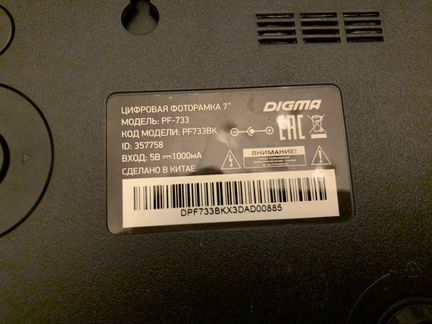 ЦИФРОВАЯ ФОТОРАМКА 7"
DIGMA
МОДЕЛЬ: PF-733
КОД МОДЕЛИ: PF733BK
EAC
ID: 357758
ВХОД: 5В ⎓ 1000мА
СДЕЛАНО В КИТАЕ
ВНИМАНИЕ!
DPF733BKX3DAD00885